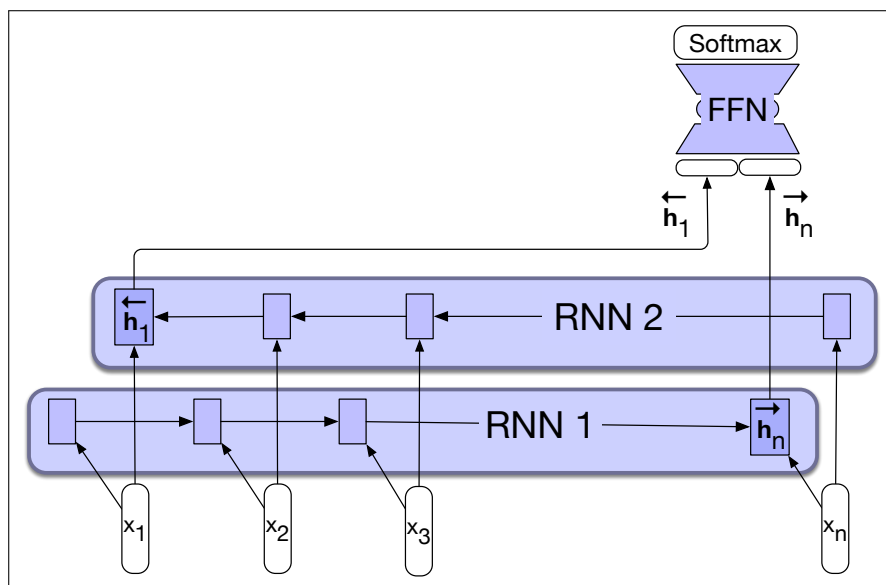 Softmax
FFN
←h₁ →hₙ
←h₁ RNN 2
RNN 1 →hₙ
x₁ x₂ x₃ xₙ